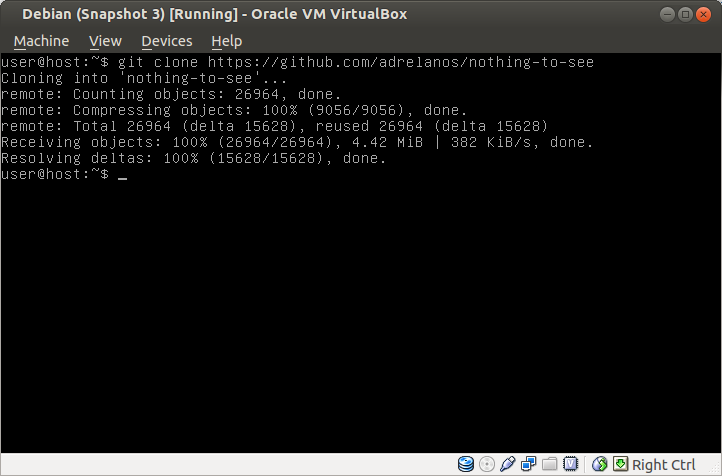 Debian (Snapshot 3) [Running] - Oracle VM VirtualBox
Machine View Devices Help
user@host:~$ git clone https://github.com/adrelanos/nothing-to-see
Cloning into 'nothing-to-see'...
remote: Counting objects: 26964, done.
remote: Compressing objects: 100% (9056/9056), done.
remote: Total 26964 (delta 15628), reused 26964 (delta 15628)
Receiving objects: 100% (26964/26964), 4.42 MiB | 382 KiB/s, done.
Resolving deltas: 100% (15628/15628), done.
user@host:~$ _
Right Ctrl